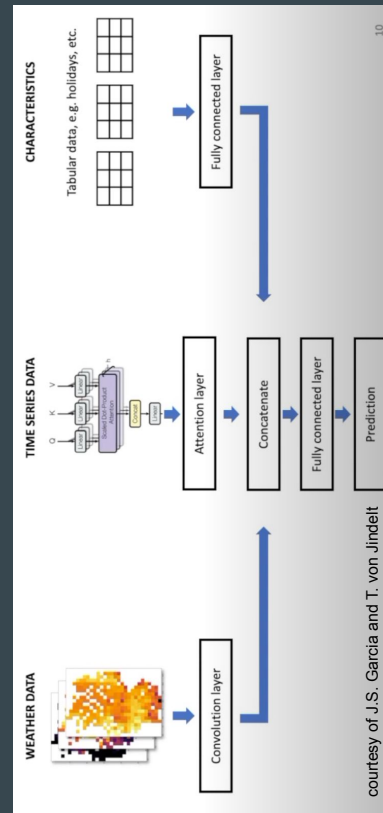 WEATHER DATA
Convolution layer
TIME SERIES DATA
Q
K
V
Linear
Linear
Linear
Scaled Dot-Product
Attention
h
Concat
Linear
Attention layer
Concatenate
Fully connected layer
Prediction
CHARACTERISTICS
Tabular data, e.g. holidays, etc.
Fully connected layer
courtesy of J.S. Garcia and T. von Jindelt
10